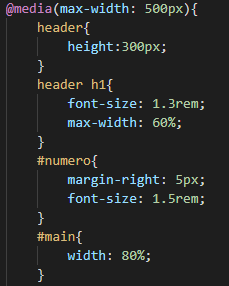 @media(max-width: 500px){
    header{
        height:300px;
    }
    header h1{
        font-size: 1.3rem;
        max-width: 60%;
    }
    #numero{
        margin-right: 5px;
        font-size: 1.5rem;
    }
    #main{
        width: 80%;
    }